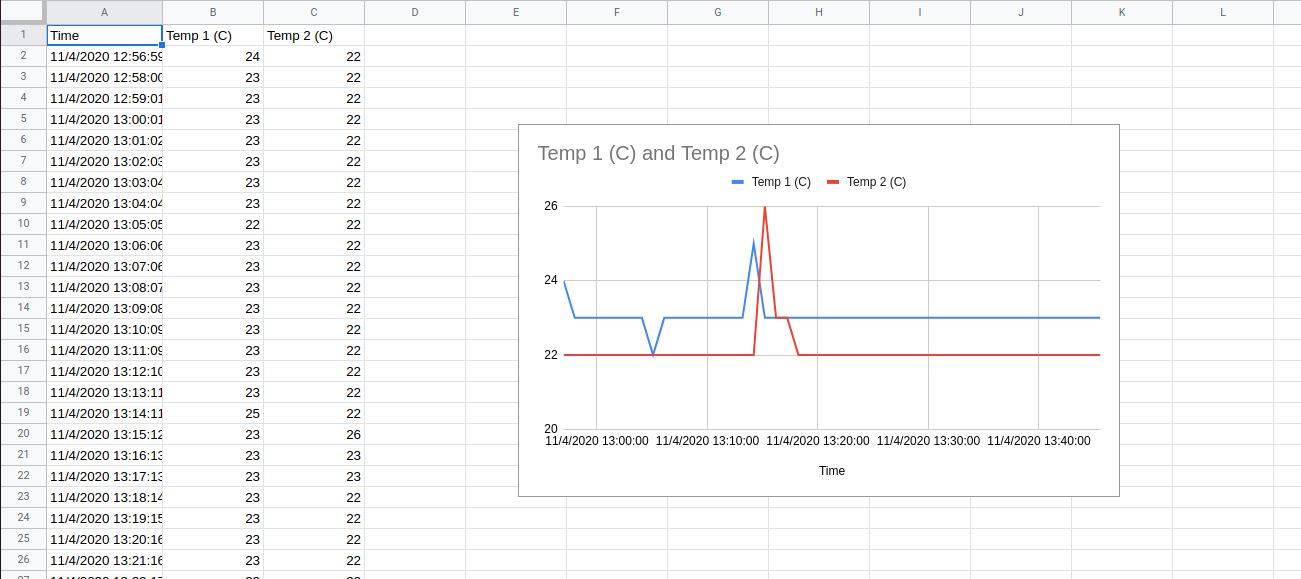 A B C D E F G H I J K L
1 Time Temp 1 (C) Temp 2 (C)
2 11/4/2020 12:56:59 24 22
3 11/4/2020 12:58:00 23 22
4 11/4/2020 12:59:01 23 22
5 11/4/2020 13:00:01 23 22
6 11/4/2020 13:01:02 23 22
7 11/4/2020 13:02:03 23 22
8 11/4/2020 13:03:04 23 22
9 11/4/2020 13:04:04 23 22
10 11/4/2020 13:05:05 22 22
11 11/4/2020 13:06:06 23 22
12 11/4/2020 13:07:06 23 22
13 11/4/2020 13:08:07 23 22
14 11/4/2020 13:09:08 23 22
15 11/4/2020 13:10:09 23 22
16 11/4/2020 13:11:09 23 22
17 11/4/2020 13:12:10 23 22
18 11/4/2020 13:13:11 23 22
19 11/4/2020 13:14:11 25 22
20 11/4/2020 13:15:12 23 26
21 11/4/2020 13:16:13 23 23
22 11/4/2020 13:17:13 23 23
23 11/4/2020 13:18:14 23 22
24 11/4/2020 13:19:15 23 22
25 11/4/2020 13:20:16 23 22
26 11/4/2020 13:21:16 23 22
Temp 1 (C) and Temp 2 (C)
Temp 1 (C) Temp 2 (C)
26
24
22
20
11/4/2020 13:00:00 11/4/2020 13:10:00 11/4/2020 13:20:00 11/4/2020 13:30:00 11/4/2020 13:40:00
Time